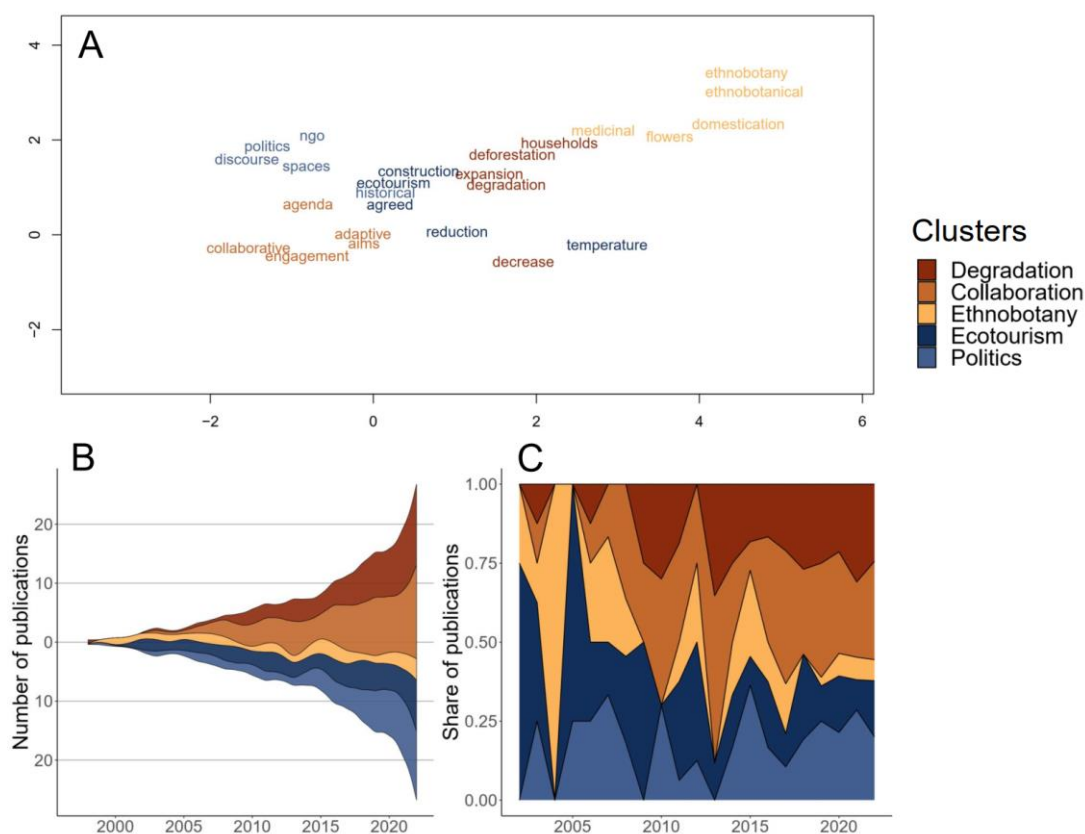 A
4
2
0
−2
−2
0
2
4
6
ethnobotany
ethnobotanical
domestication
medicinal
flowers
households
ngo
politics
discourse
spaces
deforestation
construction
expansion
ecotourism
degradation
historical
agenda
agreed
adaptive
reduction
aims
collaborative
engagement
temperature
decrease
Clusters
Degradation
Collaboration
Ethnobotany
Ecotourism
Politics
B
Number of publications
20
10
0
10
20
2000
2005
2010
2015
2020
C
Share of publications
1.00
0.75
0.50
0.25
0.00
2005
2010
2015
2020